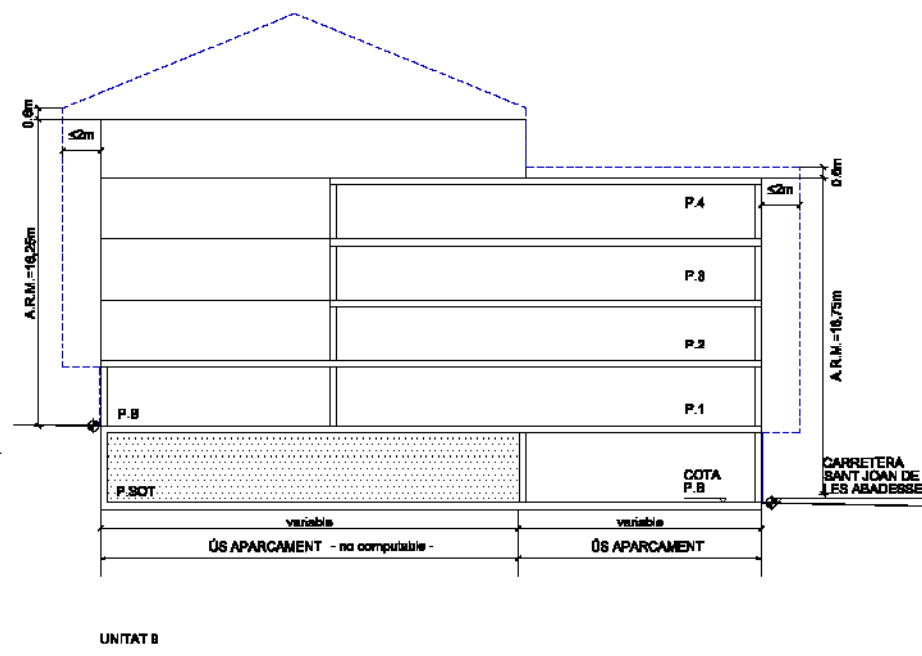 0.6m
≤2m
0.6m
≤2m
P.4
P.3
P.2
P.1
A.R.M.=16,25m
A.R.M.=16,75m
P.B
P.SOT
COTA
P.B
CARRETERA
SANT JOAN DE
LES ABADESSE
variable
variable
ÚS APARCAMENT - no computable -
ÚS APARCAMENT
UNITAT B